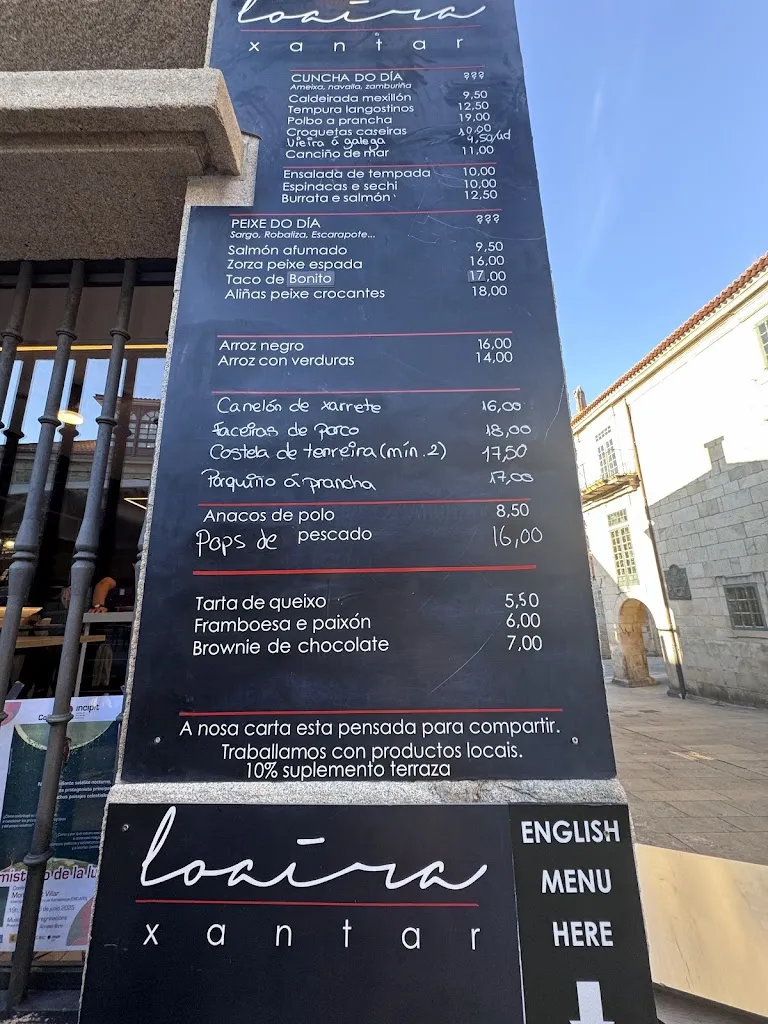 loaira
xantar
CUNCHA DO DÍA ???
Ameixa, navalla, zamburiña
Caldeirada mexillón 9,50
Tempura langostinos 12,50
Polbo a prancha 19,00
Croquetas caseiras 10,00
Vieira á galega 9,50/ud
Canciño de mar 11,00
Ensalada de tempada 10,00
Espinacas e sechi 10,00
Burrata e salmón 12,50
PEIXE DO DÍA ???
Sargo, Robaliza, Escarapote...
Salmón afumado 9,50
Zorza peixe espada 16,00
Taco de Bonito 17,00
Aliñas peixe crocantes 18,00
Arroz negro 16,00
Arroz con verduras 14,00
Canelón de xarrete 16,00
Faceiras de porco 18,00
Costela de tenreira (mín. 2) 17,50
Porquiño á prancha 17,00
Anacos de polo 8,50
Pops de pescado 16,00
Tarta de queixo 5,50
Framboesa e paixón 6,00
Brownie de chocolate 7,00
A nosa carta esta pensada para compartir.
Traballamos con productos locais.
10% suplemento terraza
loaira
xantar
ENGLISH
MENU
HERE
incipit